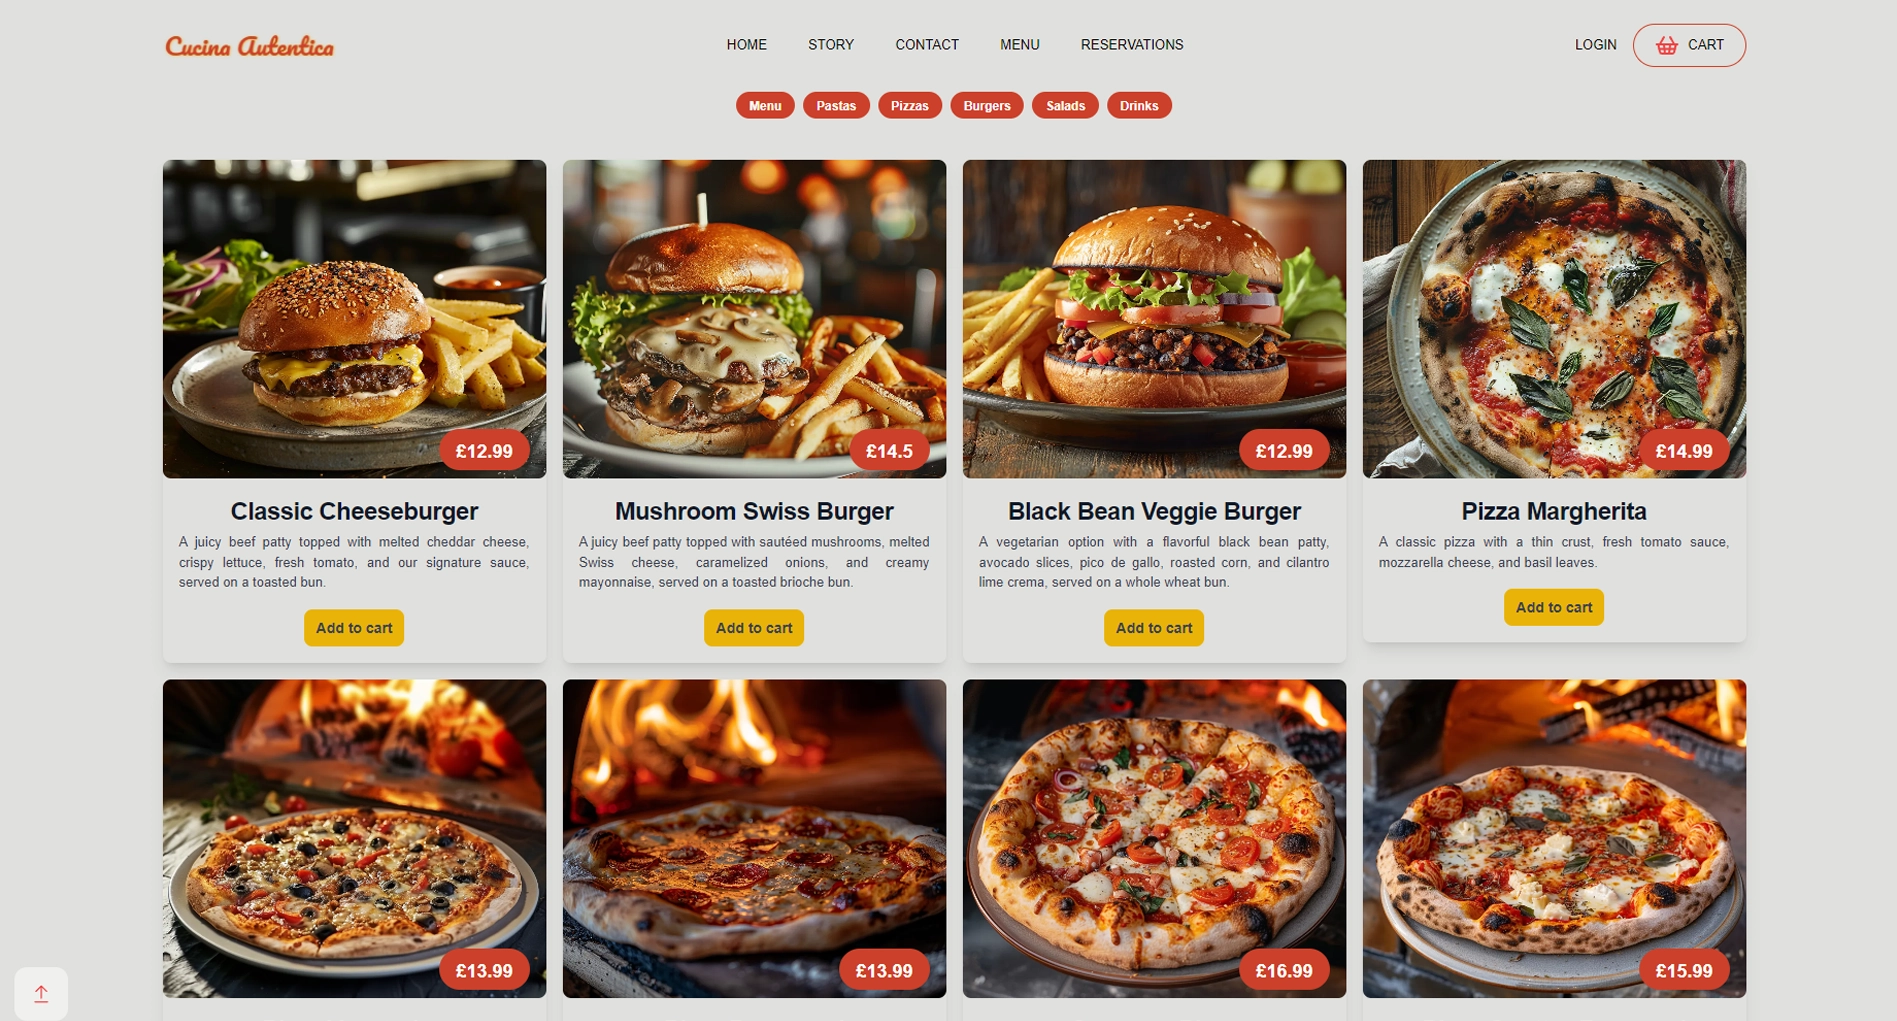 Cucina Autentica
HOME
STORY
CONTACT
MENU
RESERVATIONS
LOGIN
CART
Menu
Pastas
Pizzas
Burgers
Salads
Drinks
£12.99
£14.5
£12.99
£14.99
Classic Cheeseburger
A juicy beef patty topped with melted cheddar cheese,
crispy lettuce, fresh tomato, and our signature sauce,
served on a toasted bun.
Add to cart
Mushroom Swiss Burger
A juicy beef patty topped with sautéed mushrooms, melted
Swiss cheese, caramelized onions, and creamy
mayonnaise, served on a toasted brioche bun.
Add to cart
Black Bean Veggie Burger
A vegetarian option with a flavorful black bean patty,
avocado slices, pico de gallo, roasted corn, and cilantro
lime crema, served on a whole wheat bun.
Add to cart
Pizza Margherita
A classic pizza with a thin crust, fresh tomato sauce,
mozzarella cheese, and basil leaves.
Add to cart
£13.99
£13.99
£16.99
£15.99